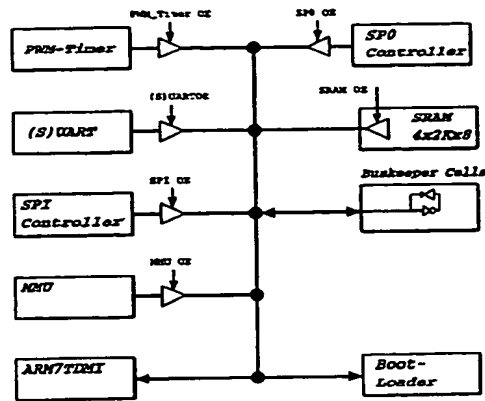 PWM_Timer OE
SPO OE
PWM-Timer
SPO
Controller
(S)UARTOE
SRAM OE
(S)UART
SRAM
4x2Kx8
Buskeeper Cells
SPI OE
SPI
Controller
MMU OE
MMU
ARM7TDMI
Boot-
Loader